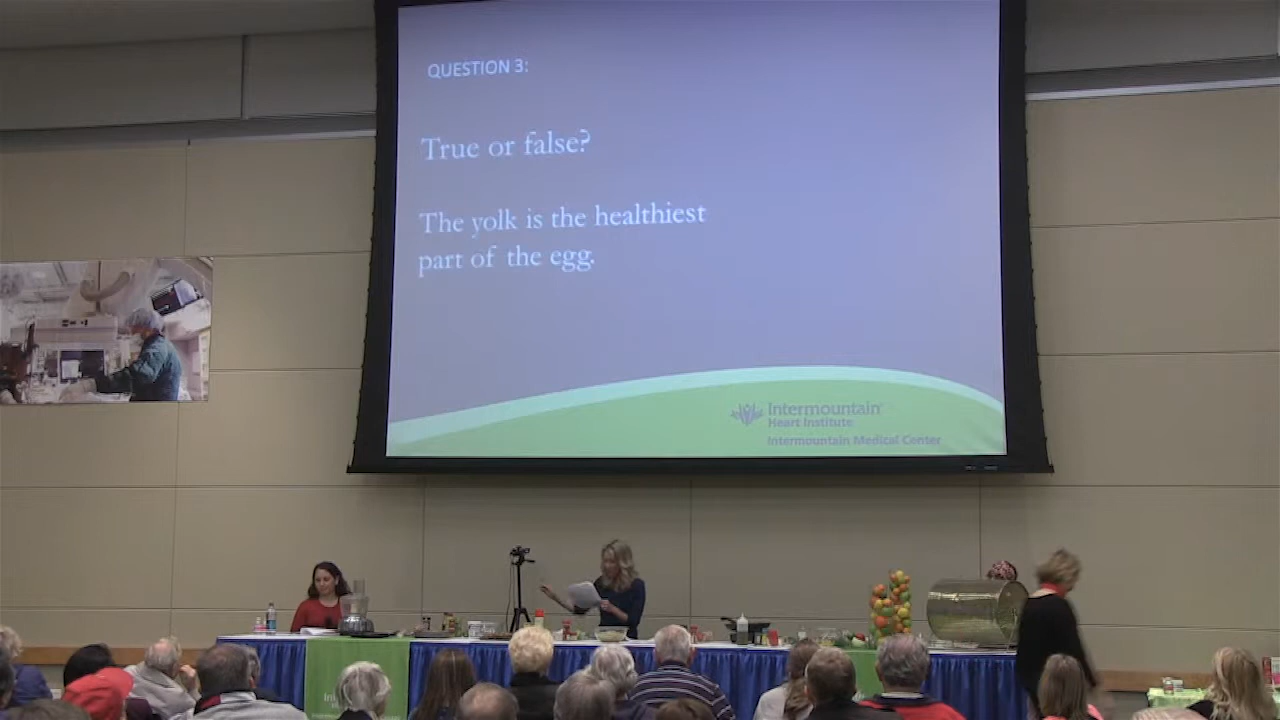 QUESTION 3:
True or false?
The yolk is the healthiest
part of the egg.
Intermountain
Heart Institute
Intermountain Medical Center